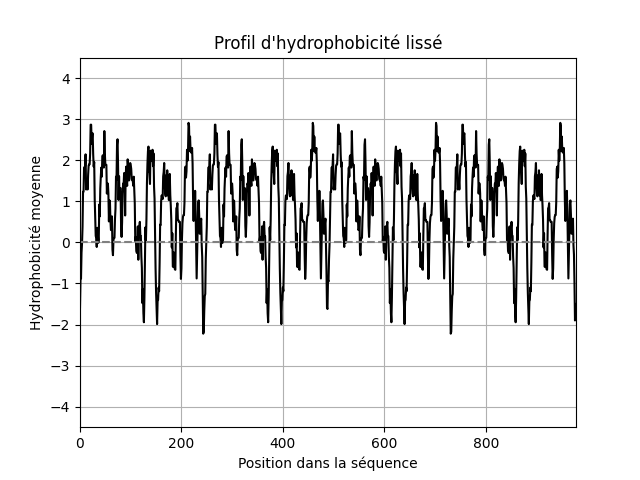 Profil d'hydrophobicité lissé
Hydrophobicité moyenne
4
3
2
1
0
−1
−2
−3
−4
0 200 400 600 800
Position dans la séquence